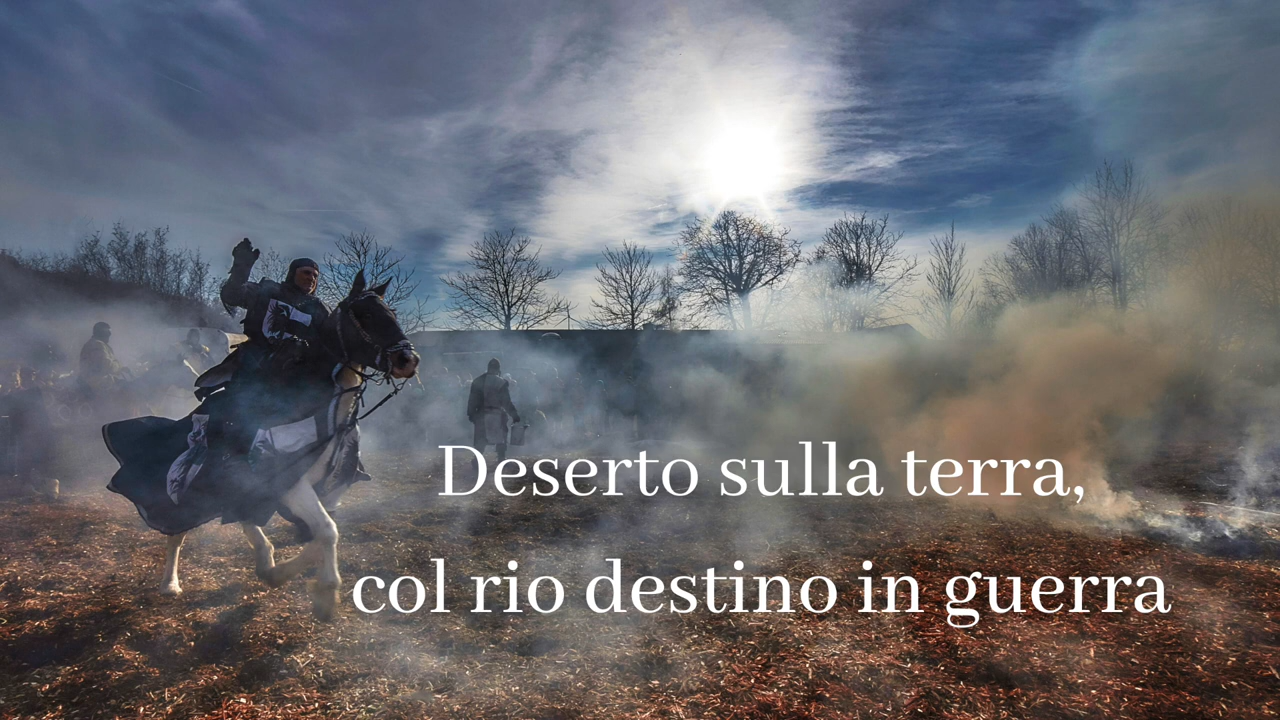 Deserto sulla terra,
col rio destino in guerra